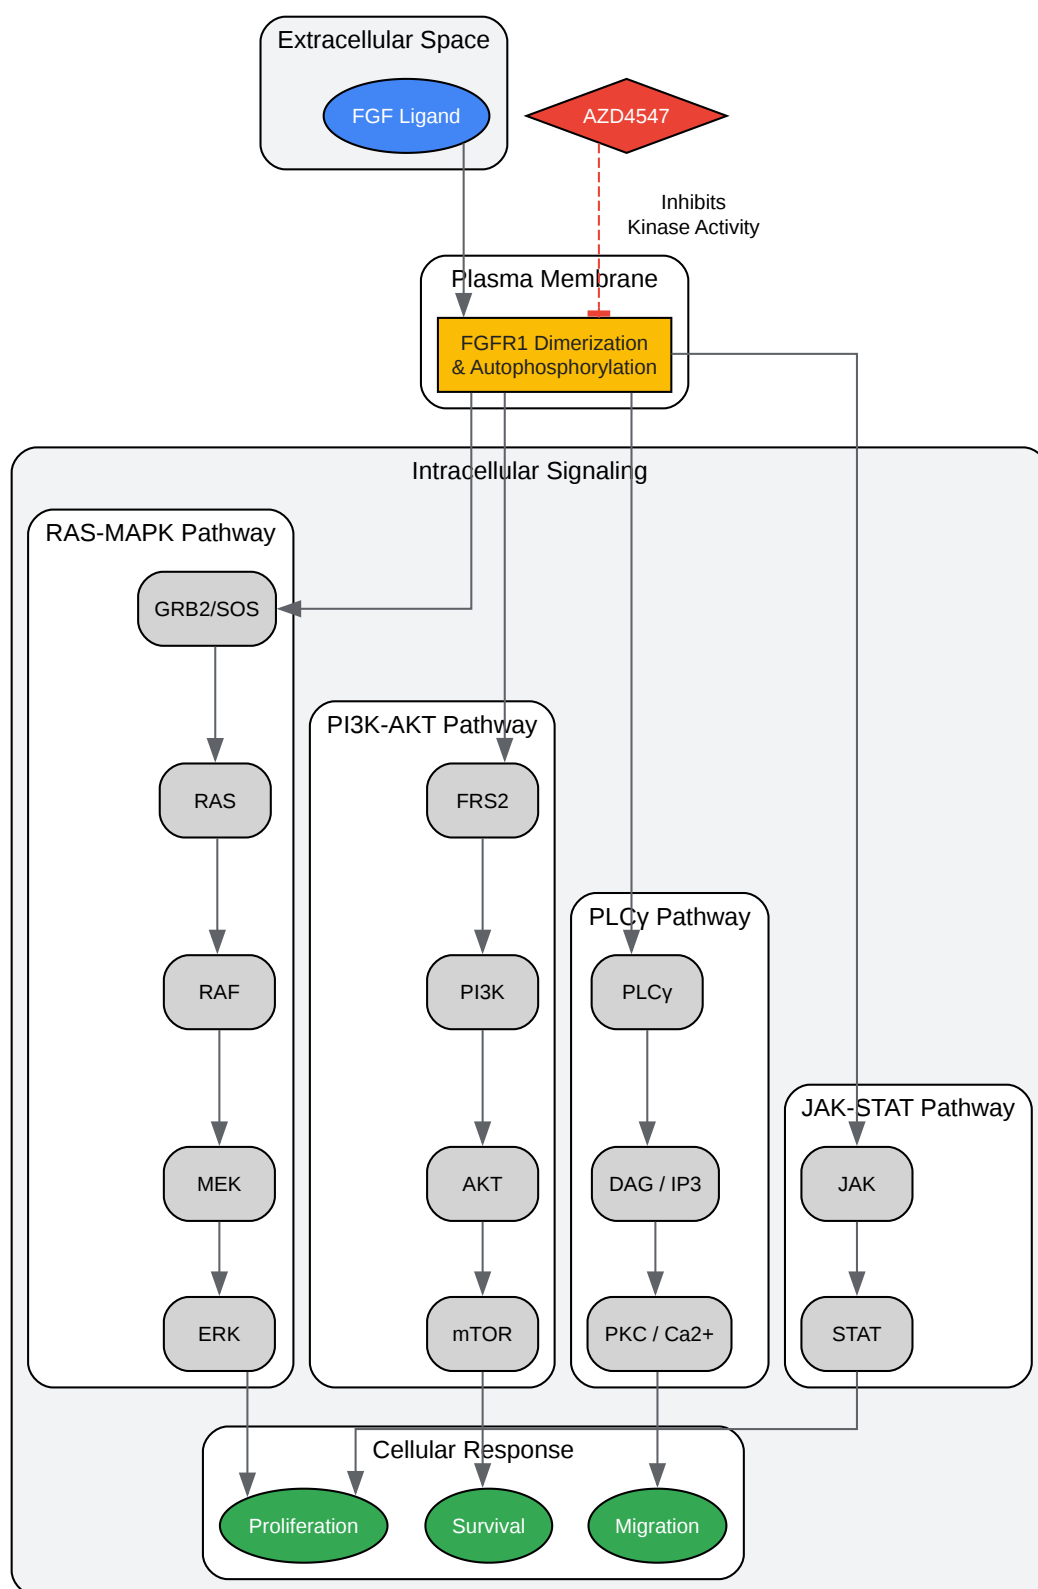 Extracellular Space
FGF Ligand
AZD4547
Inhibits
Kinase Activity
Plasma Membrane
FGFR1 Dimerization
& Autophosphorylation
Intracellular Signaling
RAS-MAPK Pathway
GRB2/SOS
RAS
RAF
MEK
ERK
PI3K-AKT Pathway
FRS2
PI3K
AKT
mTOR
PLCγ Pathway
PLCγ
DAG / IP3
PKC / Ca2+
JAK-STAT Pathway
JAK
STAT
Cellular Response
Proliferation
Survival
Migration